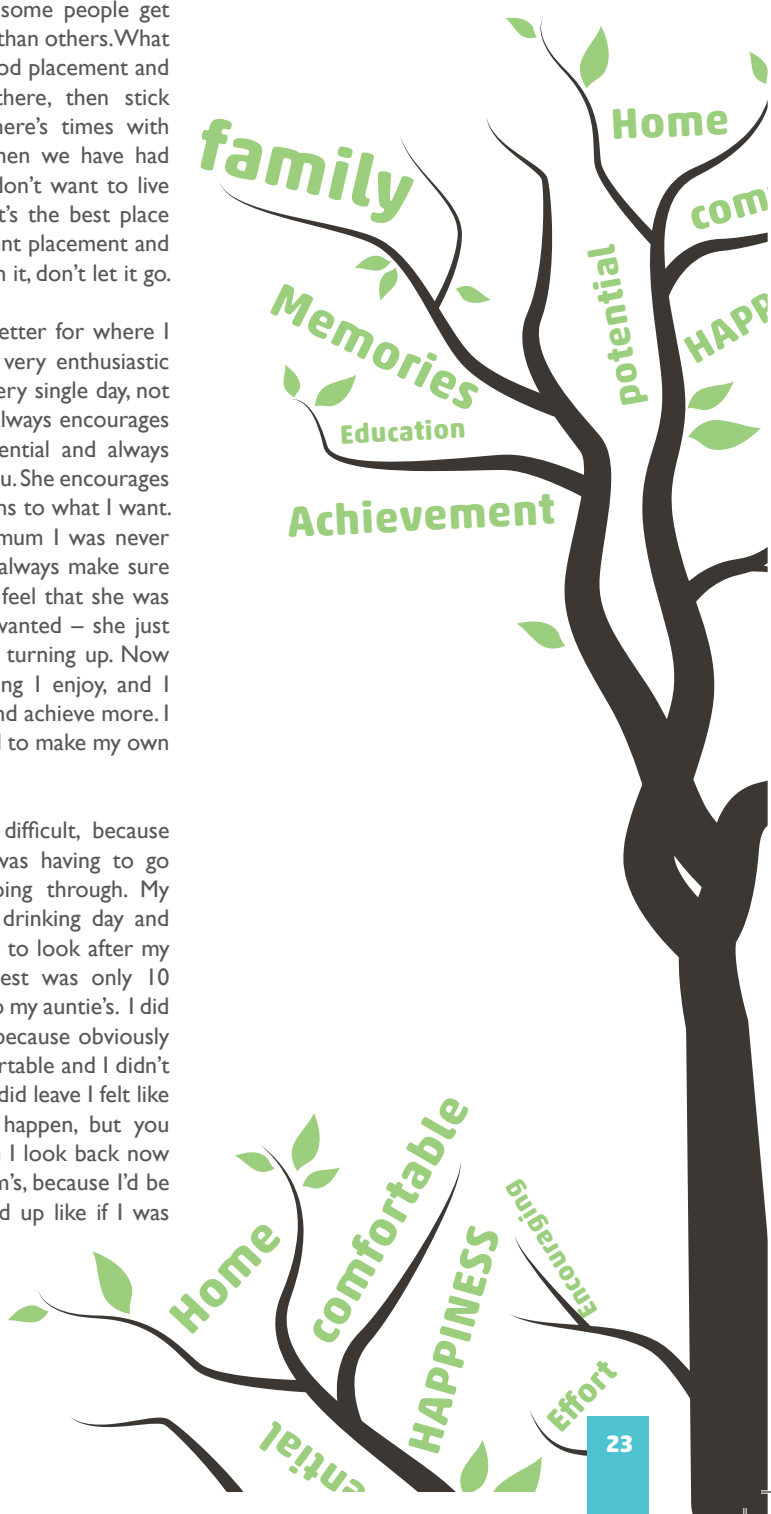 some people get
than others. What
od placement and
there, then stick
here's times with
hen we have had
don't want to live
t's the best place
ent placement and
n it, don't let it go.
etter for where I
very enthusiastic
ery single day, not
always encourages
ential and always
u. She encourages
ns to what I want.
mum I was never
always make sure
feel that she was
wanted – she just
turning up. Now
ing I enjoy, and I
nd achieve more. I
d to make my own
difficult, because
was having to go
oing through. My
drinking day and
to look after my
est was only 10
o my auntie's. I did
because obviously
rtable and I didn't
did leave I felt like
happen, but you
I look back now
m's, because I'd be
d up like if I was
family
Home
com
potential
HAPP
Memories
Education
Achievement
Home
comfortable
HAPPINESS
Encouraging
Effort
ential
23